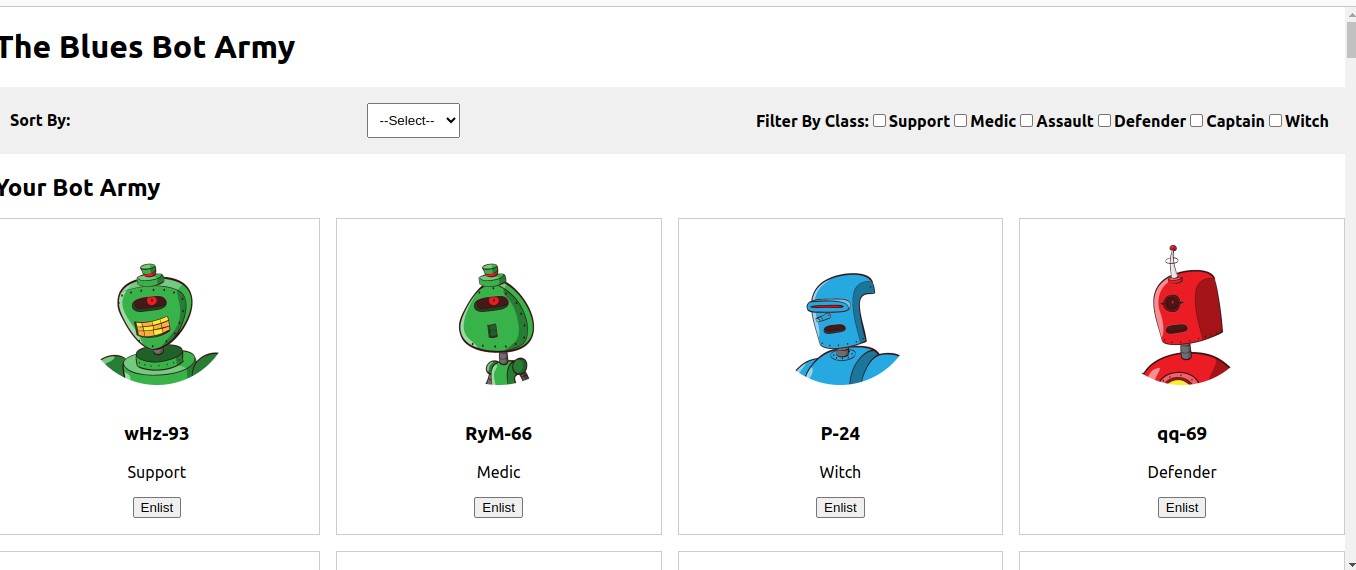 The Blues Bot Army
Sort By:
--Select--
Filter By Class: Support Medic Assault Defender Captain Witch
Your Bot Army
wHz-93
Support
Enlist
RyM-66
Medic
Enlist
P-24
Witch
Enlist
qq-69
Defender
Enlist